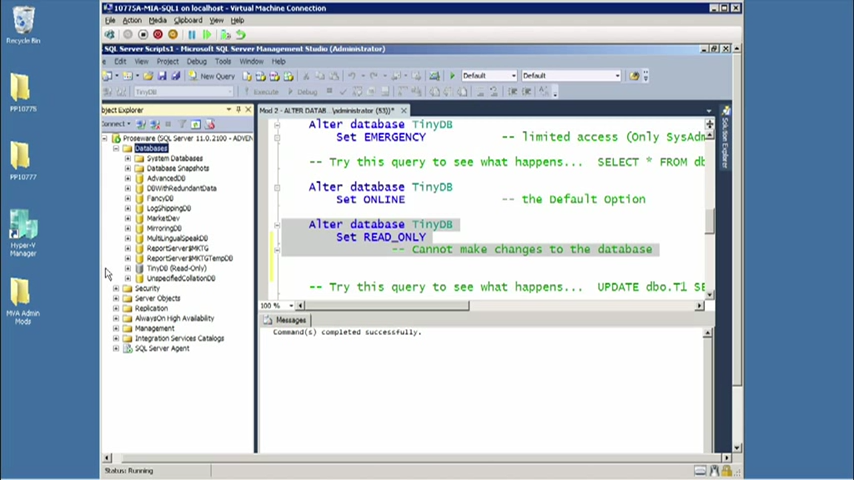 10775A-MIA-SQL1 on localhost - Virtual Machine Connection
File Action Media Clipboard View Help
SQL Server Scripts1 - Microsoft SQL Server Management Studio (Administrator)
Edit View Project Debug Tools Window Help
New Query
Default
Default
TinyDB
Execute
Debug
bject Explorer
onnect
Proseware (SQL Server 11.0.2100 - ADVEN
Databases
System Databases
Database Snapshots
AdvancedDB
DBWithRedundantData
FancyDB
LogShippingDB
MarketDev
MirroringDB
MultiLingualSpeakDB
ReportServer$MKTG
ReportServer$MKTGTempDB
TinyDB (Read-Only)
UnspecifiedCollationDB
Security
Server Objects
Replication
AlwaysOn High Availability
Management
Integration Services Catalogs
SQL Server Agent
Mod 2 - ALTER DATAB...\administrator (53))*
Alter database TinyDB
Set EMERGENCY -- limited access (Only SysAdm
-- Try this query to see what happens... SELECT * FROM db
Alter database TinyDB
Set ONLINE -- the Default Option
Alter database TinyDB
Set READ_ONLY
-- Cannot make changes to the database
-- Try this query to see what happens... UPDATE dbo.T1 SE
100 %
Messages
Command(s) completed successfully.
Solution Explorer
Status: Running
Recycle Bin
PP10775
PP10777
Hyper-V
Manager
MVA Admin
Mods